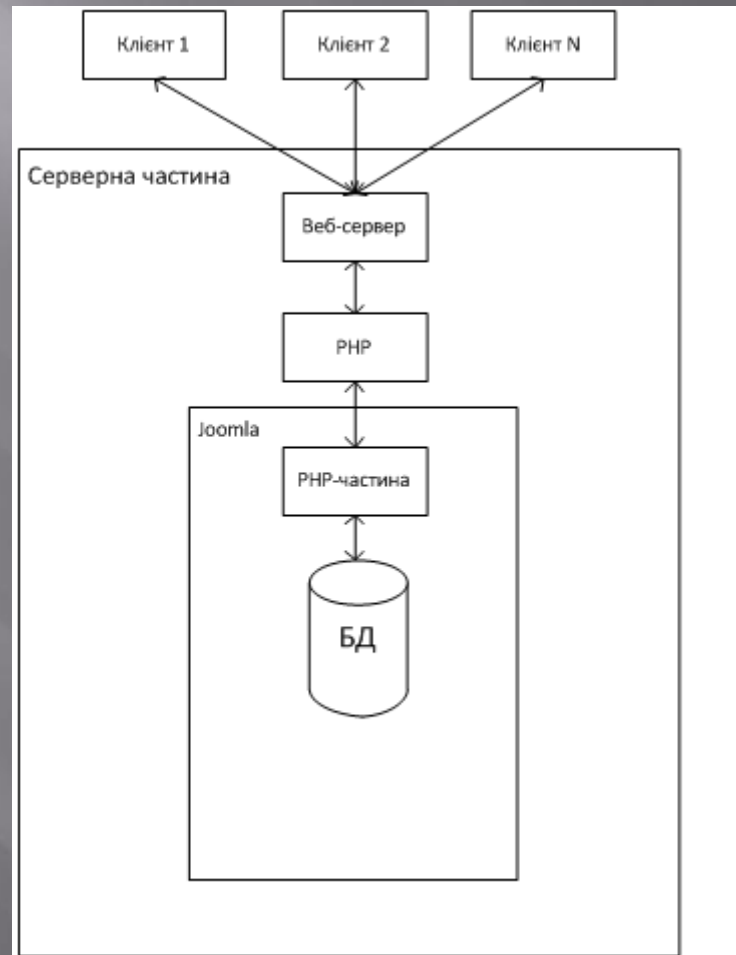 Клієнт 1
Клієнт 2
Клієнт N
Серверна частина
Веб-сервер
PHP
Joomla
PHP-частина
БД